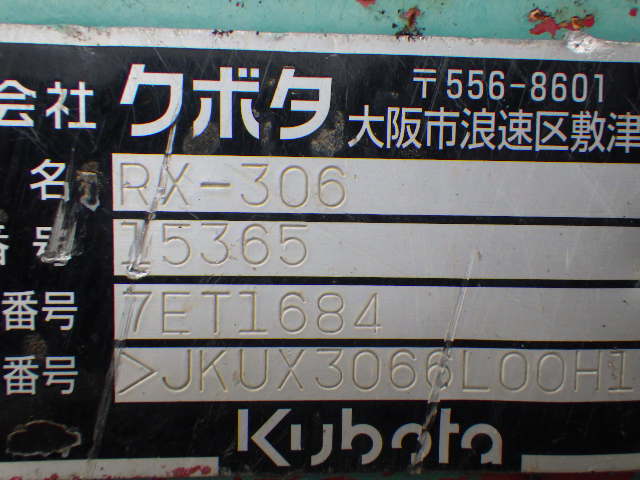 会社 クボタ 〒556-8601
大阪市浪速区敷津
名 RX-306
番号 15365
番号 7ET1684
番号 >JKUX3066L00H1
Kubota